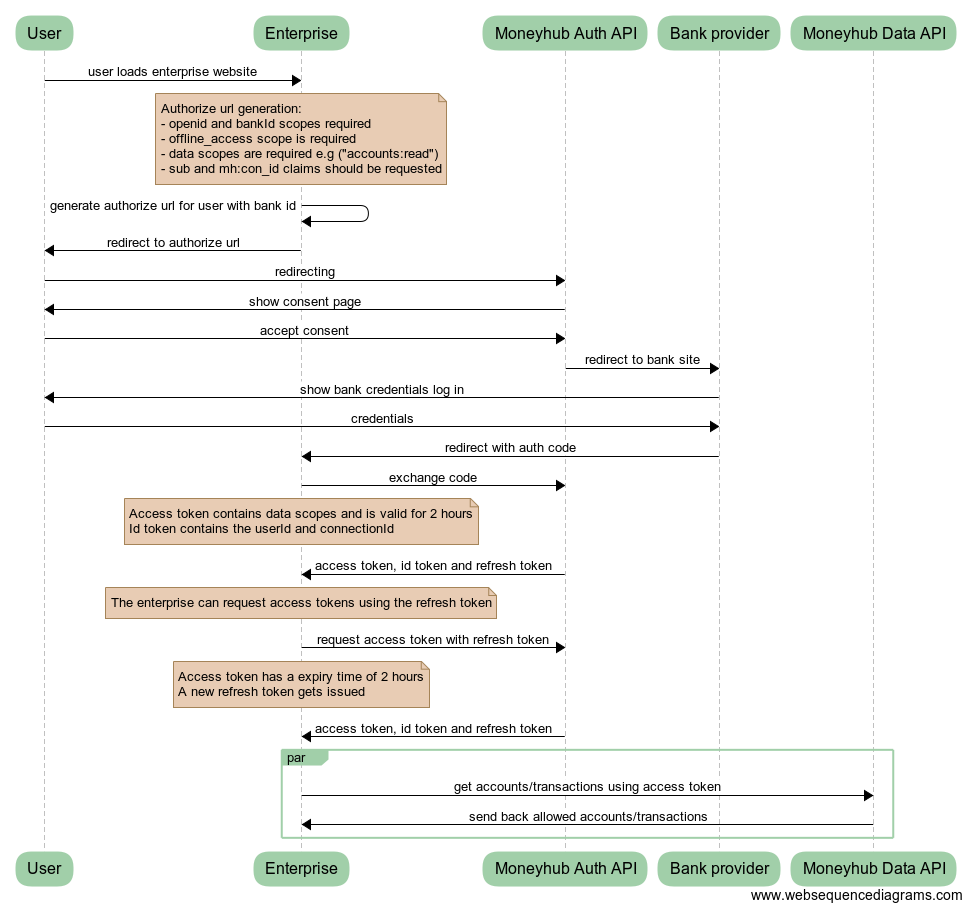 User
Enterprise
Moneyhub Auth API
Bank provider
Moneyhub Data API
user loads enterprise website
Authorize url generation:
- openid and bankId scopes required
- offline_access scope is required
- data scopes are required e.g ("accounts:read")
- sub and mh:con_id claims should be requested
generate authorize url for user with bank id
redirect to authorize url
redirecting
show consent page
accept consent
redirect to bank site
show bank credentials log in
credentials
redirect with auth code
exchange code
Access token contains data scopes and is valid for 2 hours
Id token contains the userId and connectionId
access token, id token and refresh token
The enterprise can request access tokens using the refresh token
request access token with refresh token
Access token has a expiry time of 2 hours
A new refresh token gets issued
access token, id token and refresh token
par
get accounts/transactions using access token
send back allowed accounts/transactions
User
Enterprise
Moneyhub Auth API
Bank provider
Moneyhub Data API
www.websequencediagrams.com